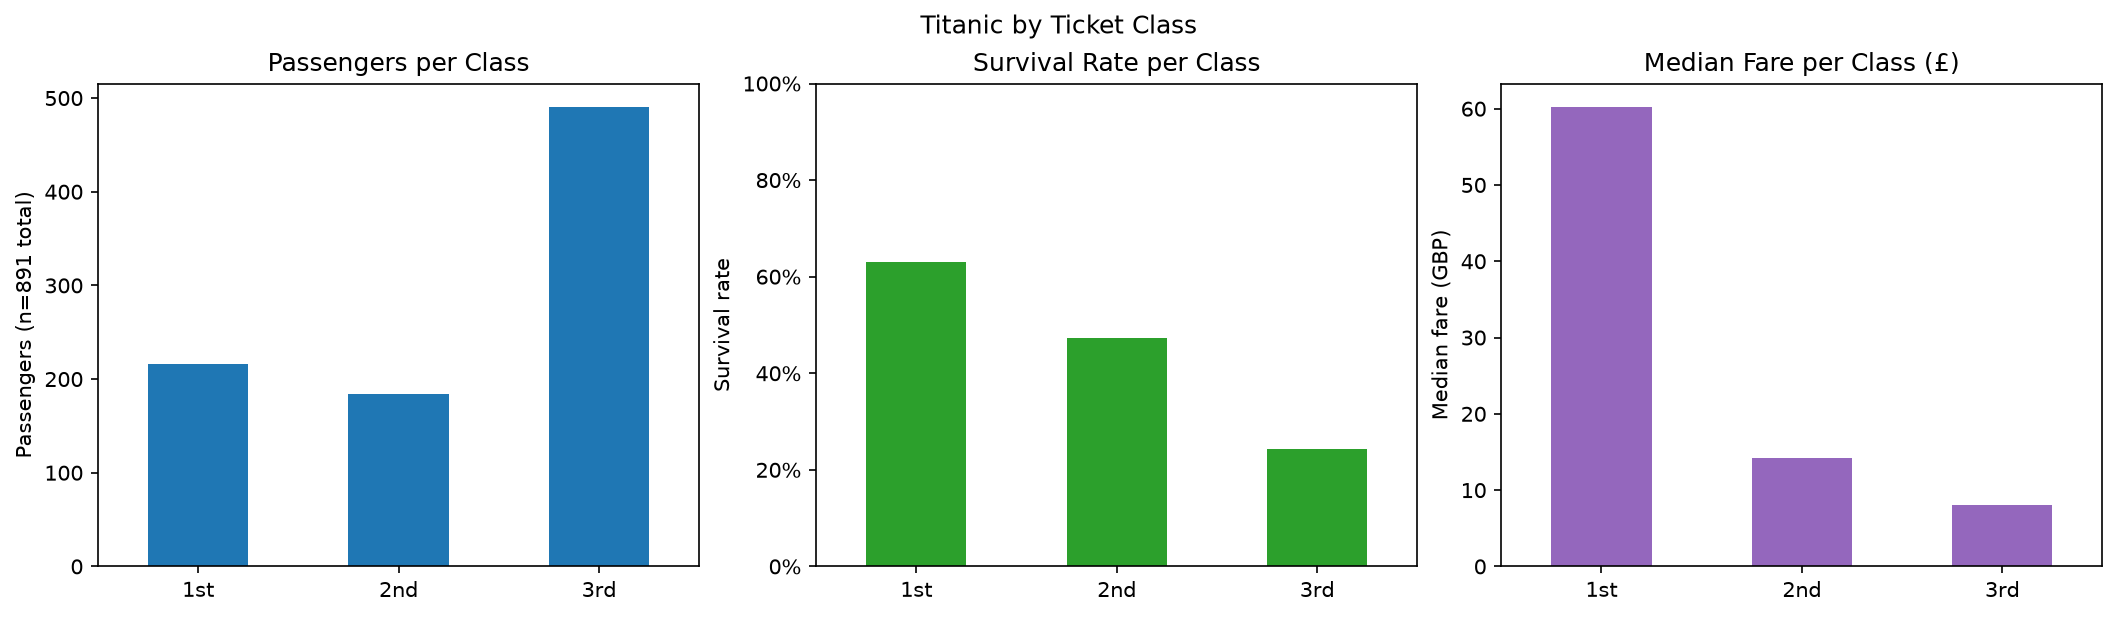 Titanic by Ticket Class
Passengers per Class
Passengers (n=891 total)
500
400
300
200
100
0
1st 2nd 3rd
Survival Rate per Class
Survival rate
100%
80%
60%
40%
20%
0%
1st 2nd 3rd
Median Fare per Class (£)
Median fare (GBP)
60
50
40
30
20
10
0
1st 2nd 3rd